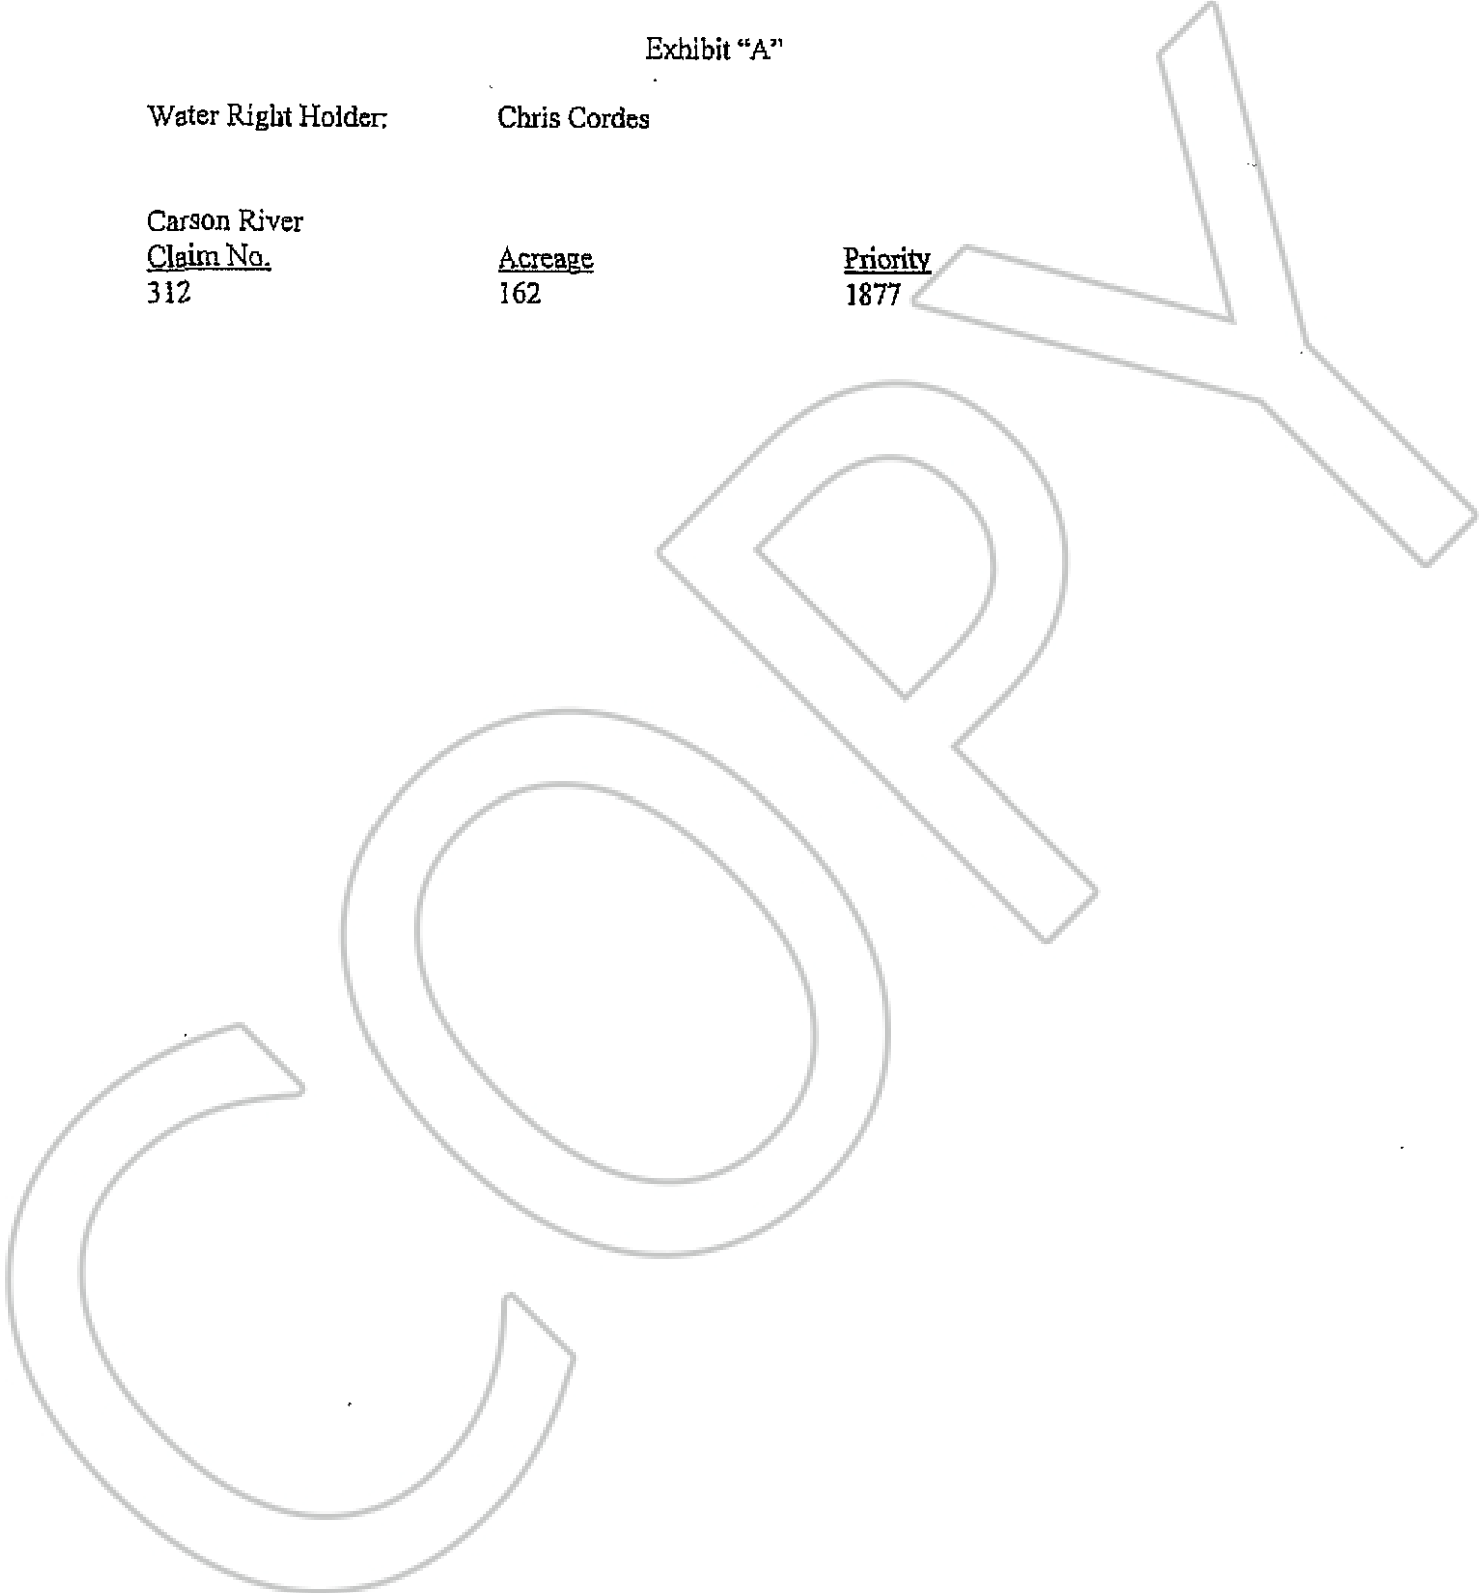 Exhibit “A”
Water Right Holder: Chris Cordes
Carson River
Claim No. Acreage Priority
312 162 1877
COPY